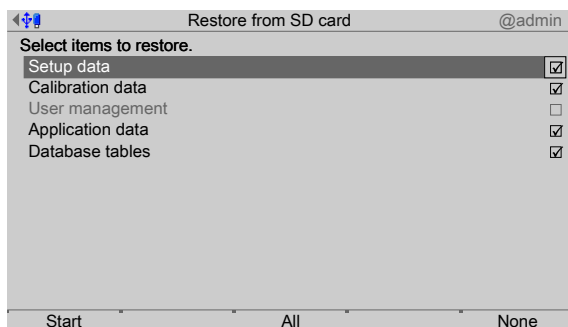 Restore from SD card @admin
Select items to restore.
Setup data
Calibration data
User management
Application data
Database tables
Start All None